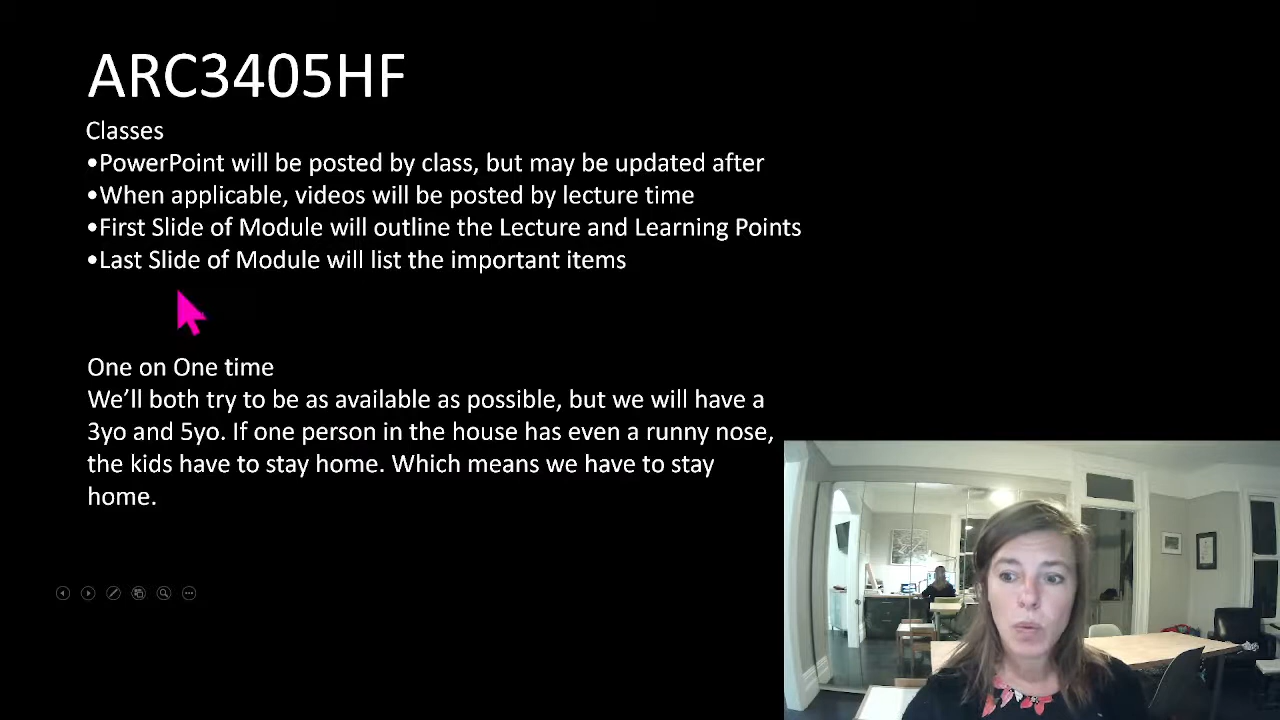 ARC3405HF
Classes
•PowerPoint will be posted by class, but may be updated after
•When applicable, videos will be posted by lecture time
•First Slide of Module will outline the Lecture and Learning Points
•Last Slide of Module will list the important items
One on One time
We’ll both try to be as available as possible, but we will have a
3yo and 5yo. If one person in the house has even a runny nose,
the kids have to stay home. Which means we have to stay
home.